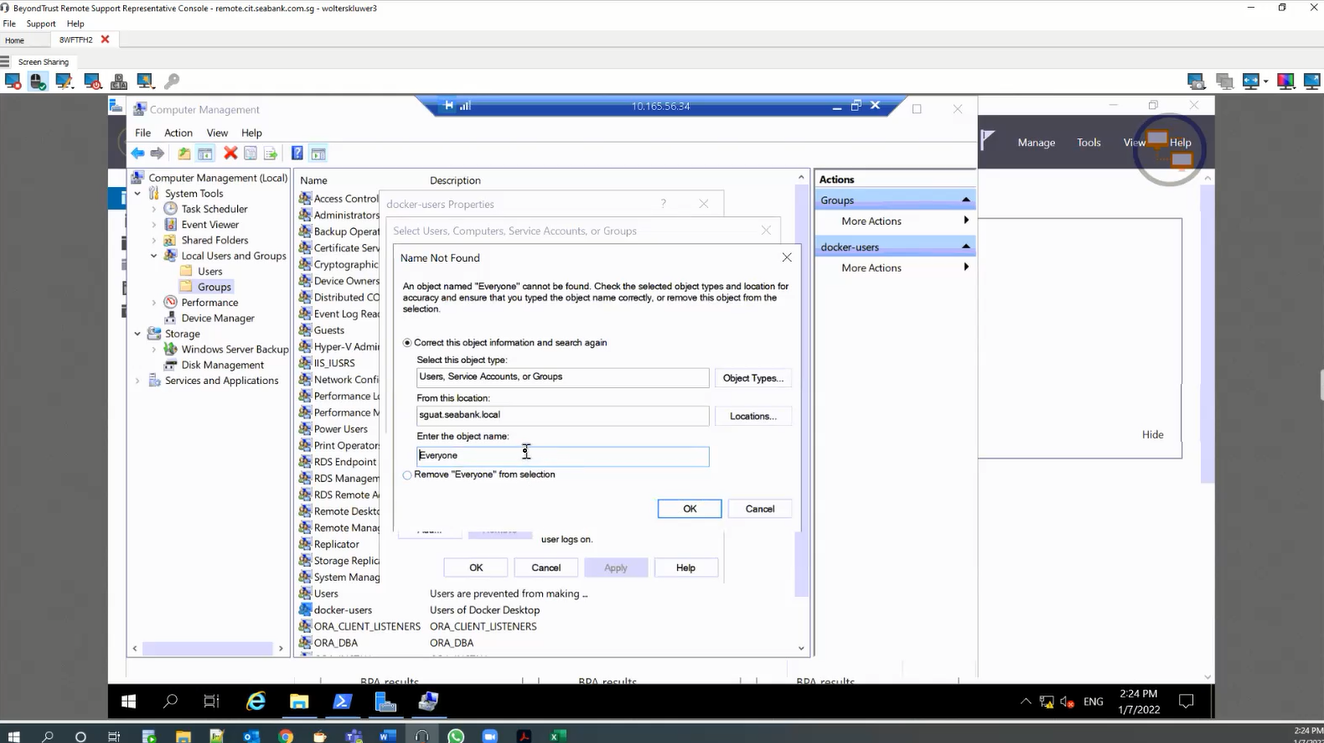 BeyondTrust Remote Support Representative Console - remote.cit.seabank.com.sg - wolterskluwer3
File Support Help
Home 8WFTFH2
Screen Sharing
10.165.56.34
Computer Management
File Action View Help
Manage Tools View Help
Computer Management (Local)
System Tools
Task Scheduler
Event Viewer
Shared Folders
Local Users and Groups
Users
Groups
Performance
Device Manager
Storage
Windows Server Backup
Disk Management
Services and Applications
Name Description
Access Control
Administrators
Backup Opera
Certificate Serv
Cryptographic
Device Owners
Distributed CO
Event Log Rea
Guests
Hyper-V Admi
IIS_IUSRS
Network Confi
Performance Lo
Performance M
Power Users
Print Operators
RDS Endpoint
RDS Managem
RDS Remote A
Remote Deskto
Remote Manag
Replicator
Storage Replic
System Manag
Users Users are prevented from making ...
docker-users Users of Docker Desktop
ORA_CLIENT_LISTENERS ORA_CLIENT_LISTENERS
ORA_DBA ORA_DBA
docker-users Properties
?
Select Users, Computers, Service Accounts, or Groups
Name Not Found
An object named "Everyone" cannot be found. Check the selected object types and location for
accuracy and ensure that you typed the object name correctly, or remove this object from the
selection.
Correct this object information and search again
Select this object type:
Users, Service Accounts, or Groups
Object Types...
From this location:
sguat.seabank.local
Locations...
Enter the object name:
Everyone
Remove "Everyone" from selection
OK Cancel
user logs on.
OK Cancel Apply Help
Actions
Groups
More Actions
docker-users
More Actions
Hide
BPA results BPA results BPA results
ENG
2:24 PM
1/7/2022
2:24 PM